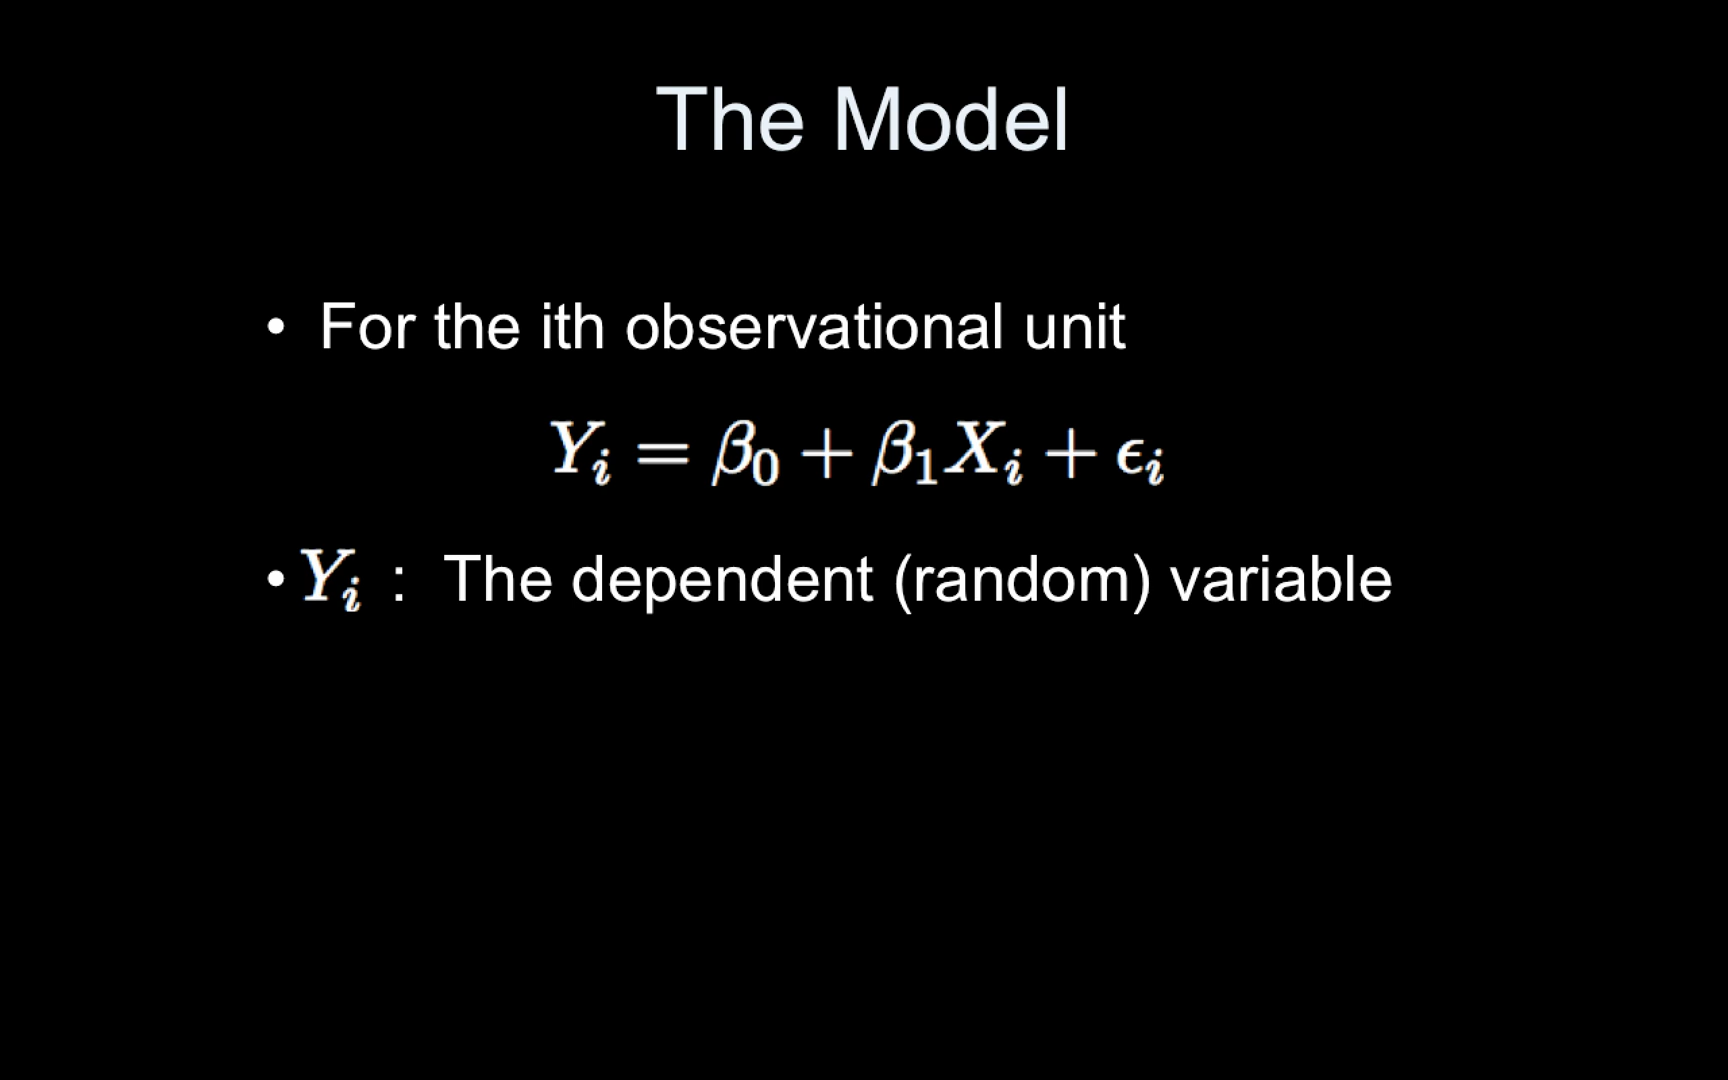 The Model
• For the ith observational unit
Yᵢ = β₀ + β₁Xᵢ + ϵᵢ
• Yᵢ : The dependent (random) variable